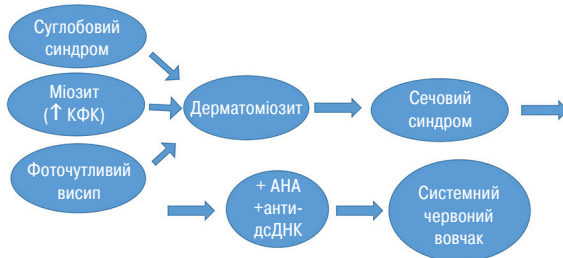 Суглобовий
синдром
Міозит
(↑ КФК)
Фоточутливий
висип
Дерматоміозит
Сечовий
синдром
+ АНА
+анти-
дсДНК
Системний
червоний
вовчак